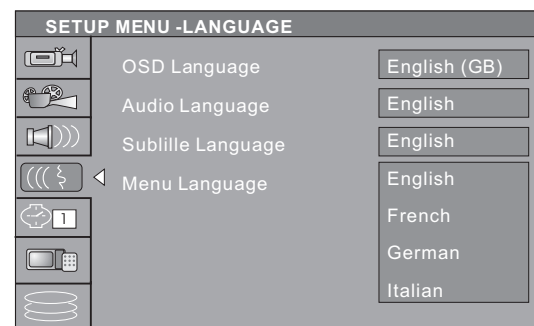 SETUP MENU -LANGUAGE
OSD Language English (GB)
Audio Language English
Sublille Language English
Menu Language English
French
1
German
Italian